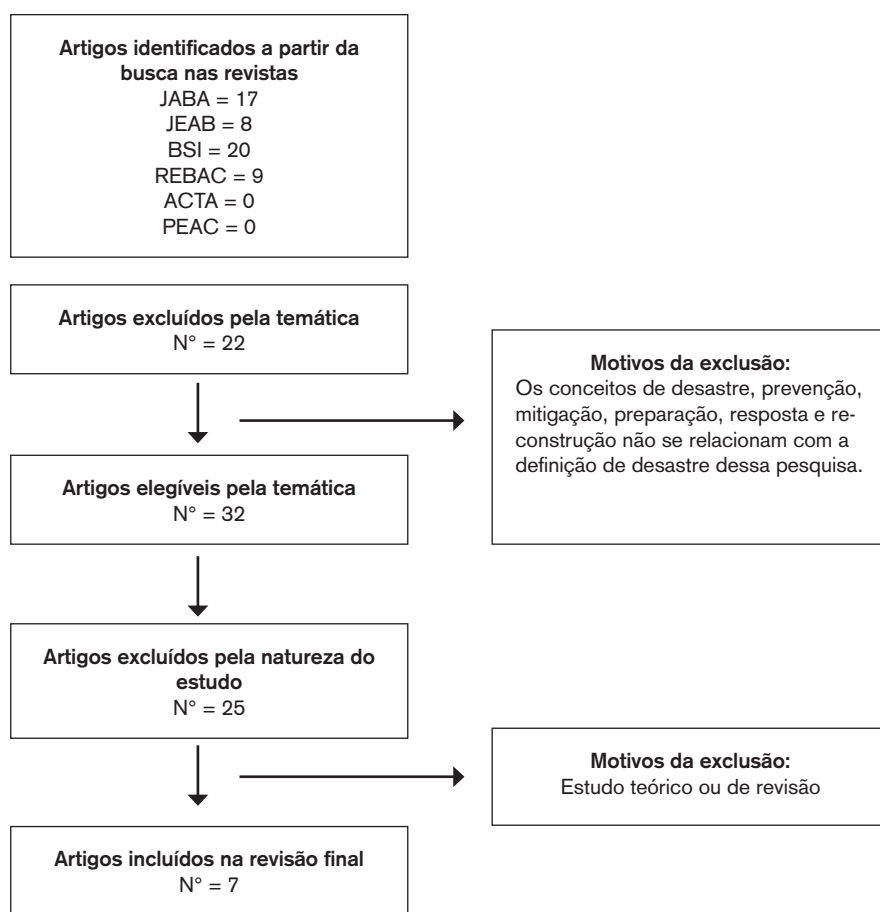 Artigos identificados a partir da
busca nas revistas
JABA = 17
JEAB = 8
BSI = 20
REBAC = 9
ACTA = 0
PEAC = 0
Artigos excluídos pela temática
N° = 22
Motivos da exclusão:
Os conceitos de desastre, prevenção,
mitigação, preparação, resposta e re-
construção não se relacionam com a
definição de desastre dessa pesquisa.
Artigos elegíveis pela temática
N° = 32
Artigos excluídos pela natureza do
estudo
N° = 25
Motivos da exclusão:
Estudo teórico ou de revisão
Artigos incluídos na revisão final
N° = 7